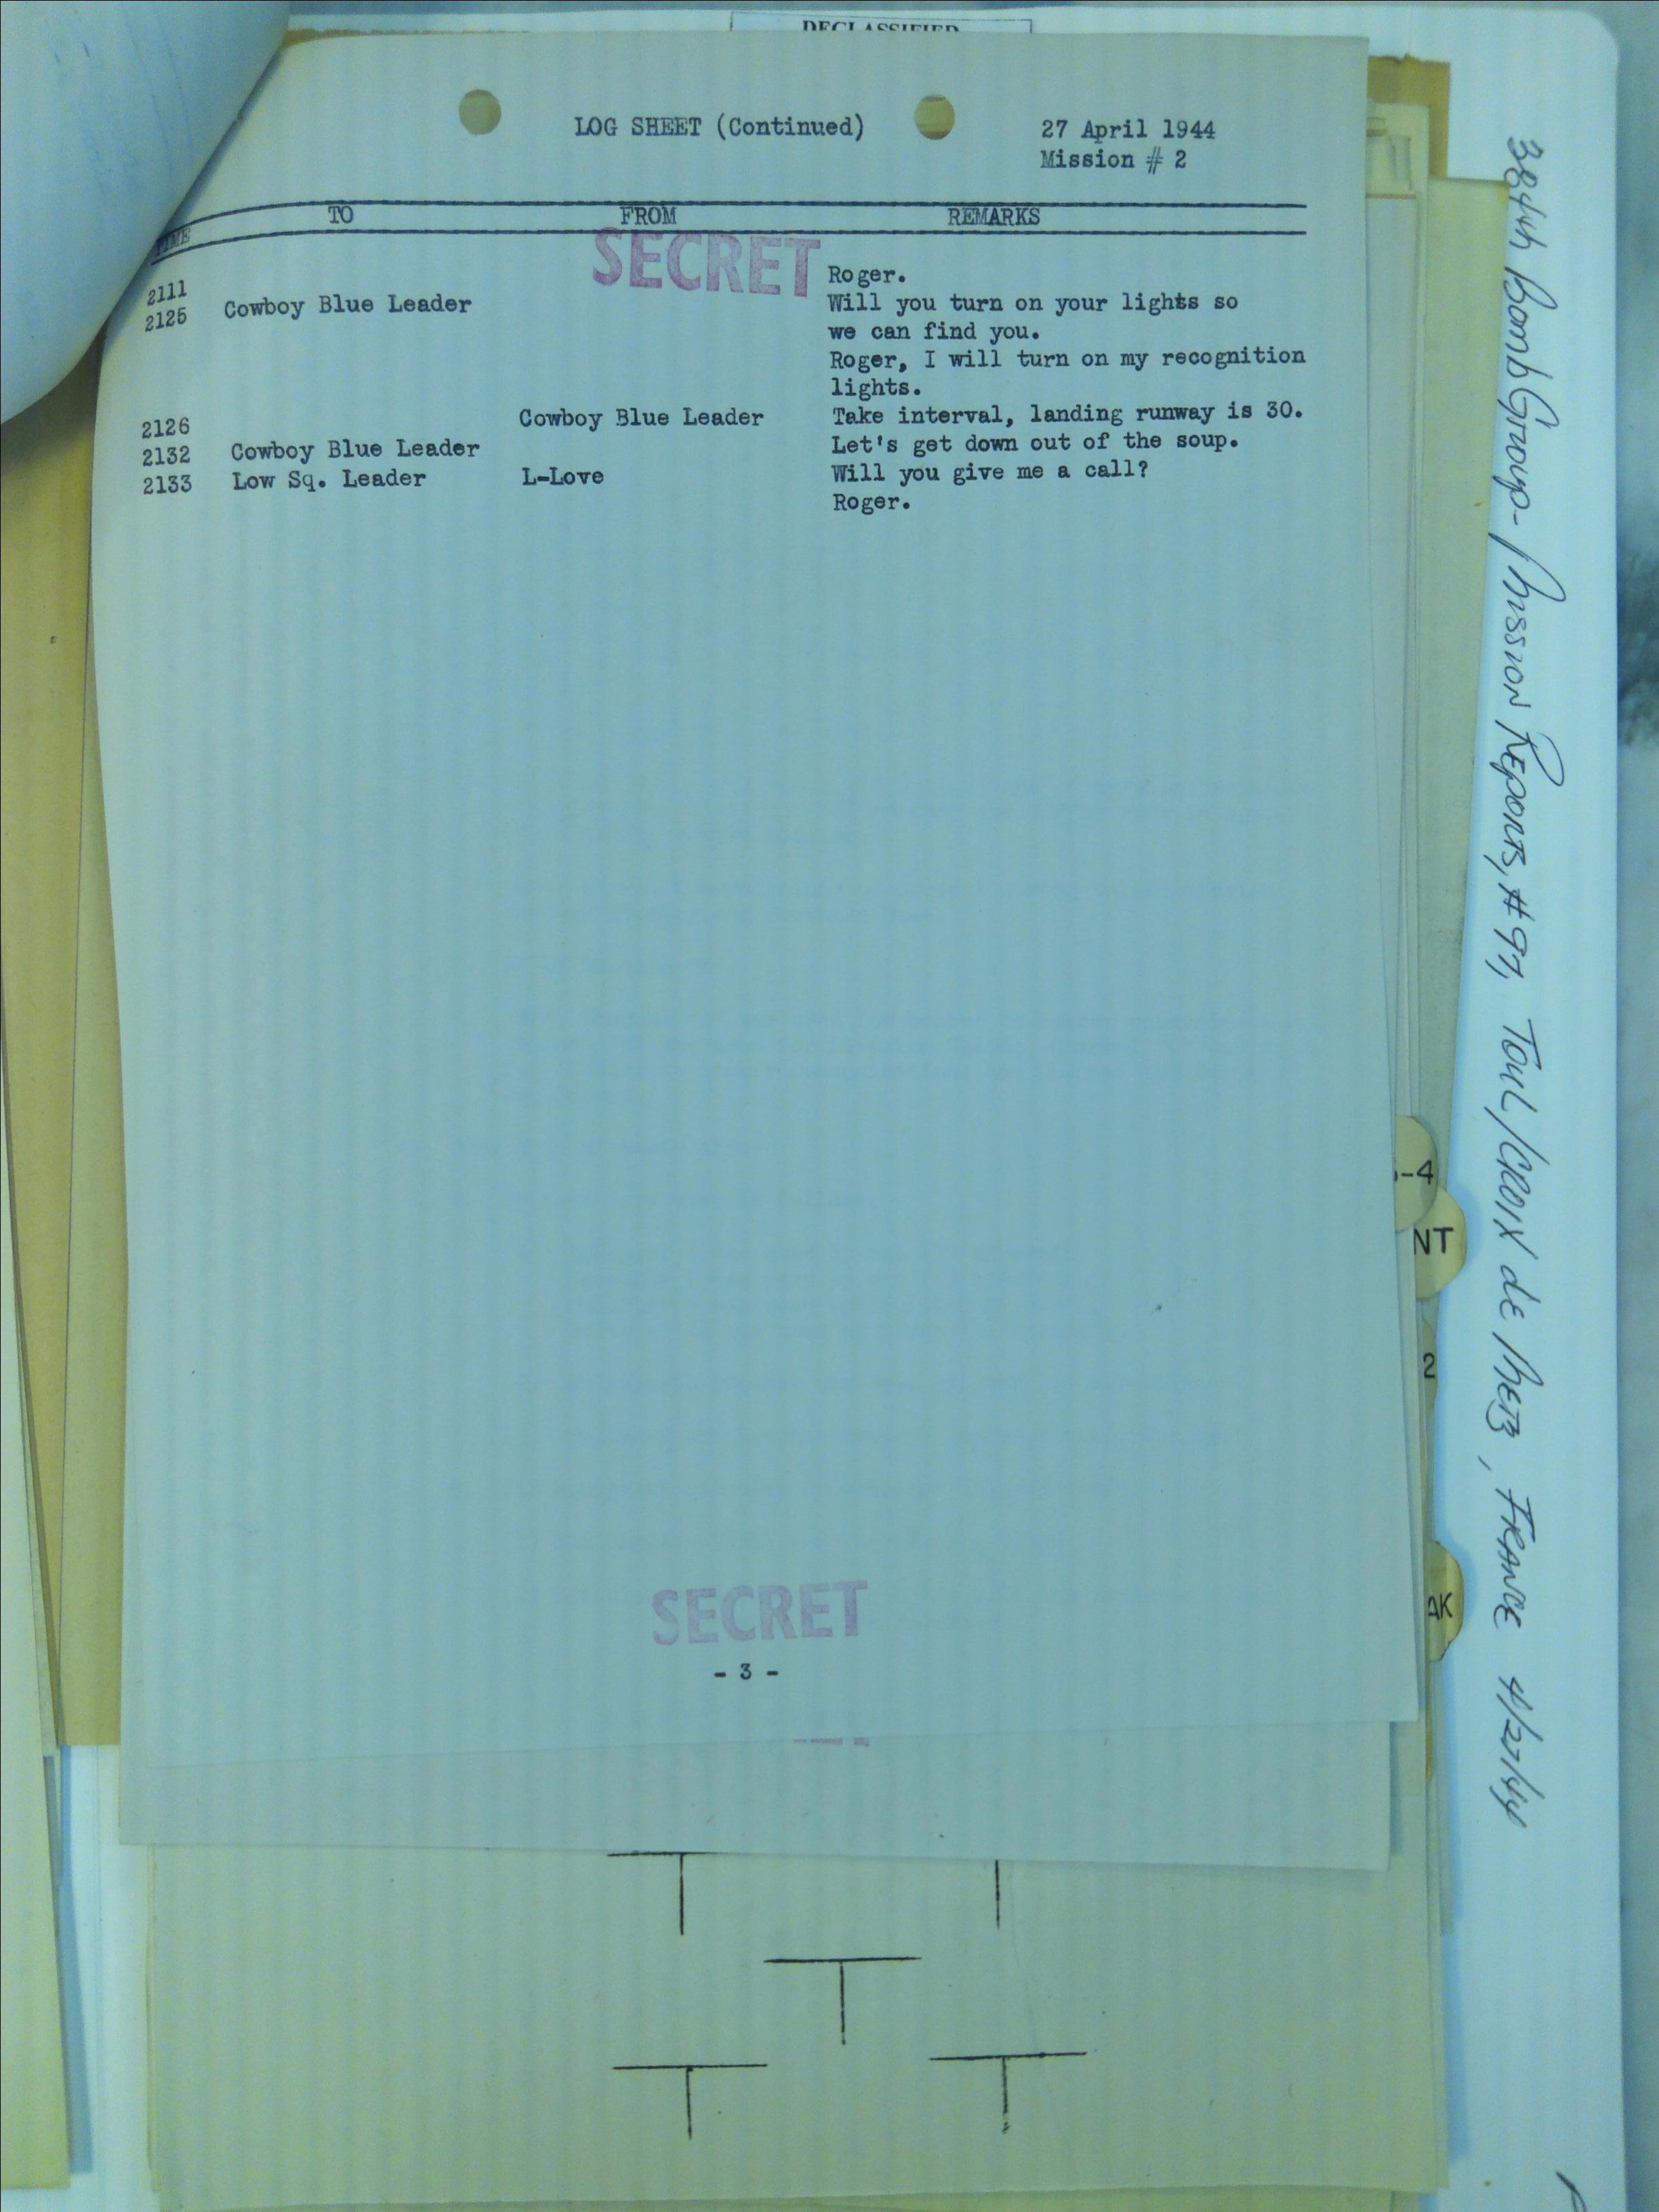 DECLASSIFIED
LOG SHEET (Continued)
27 April 1944
Mission # 2
TIME TO FROM REMARKS
SECRET
2111 Roger.
2125 Cowboy Blue Leader Will you turn on your lights so
we can find you.
Roger, I will turn on my recognition
lights.
2126 Cowboy Blue Leader Take interval, landing runway is 30.
2132 Cowboy Blue Leader Let's get down out of the soup.
2133 Low Sq. Leader L-Love Will you give me a call?
Roger.
SECRET
- 3 -
-4
NT
2
AK
384th Bomb Group - Mission Reports, #97, Toul/Croix de Metz, France 4/27/44